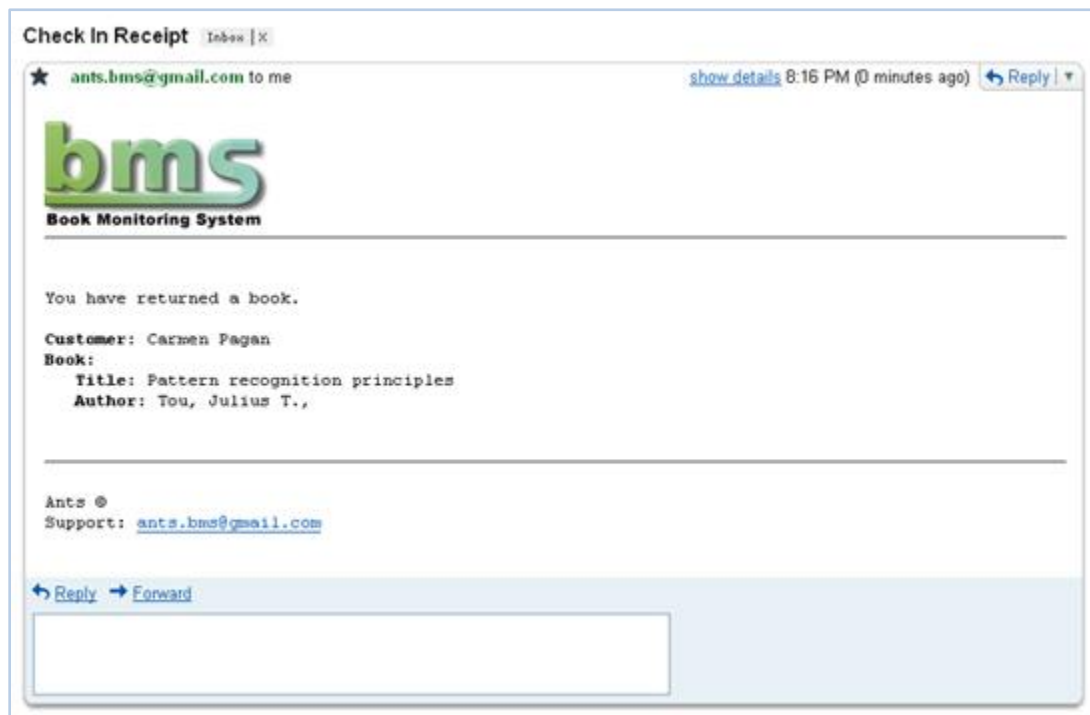 Check In Receipt Inbox | X
ants.bms@gmail.com to me show details 8:16 PM (0 minutes ago) Reply
bms
Book Monitoring System
You have returned a book.
Customer: Carmen Pagan
Book:
Title: Pattern recognition principles
Author: Tou, Julius T.,
Ants ©
Support: ants.bms@gmail.com
Reply Forward